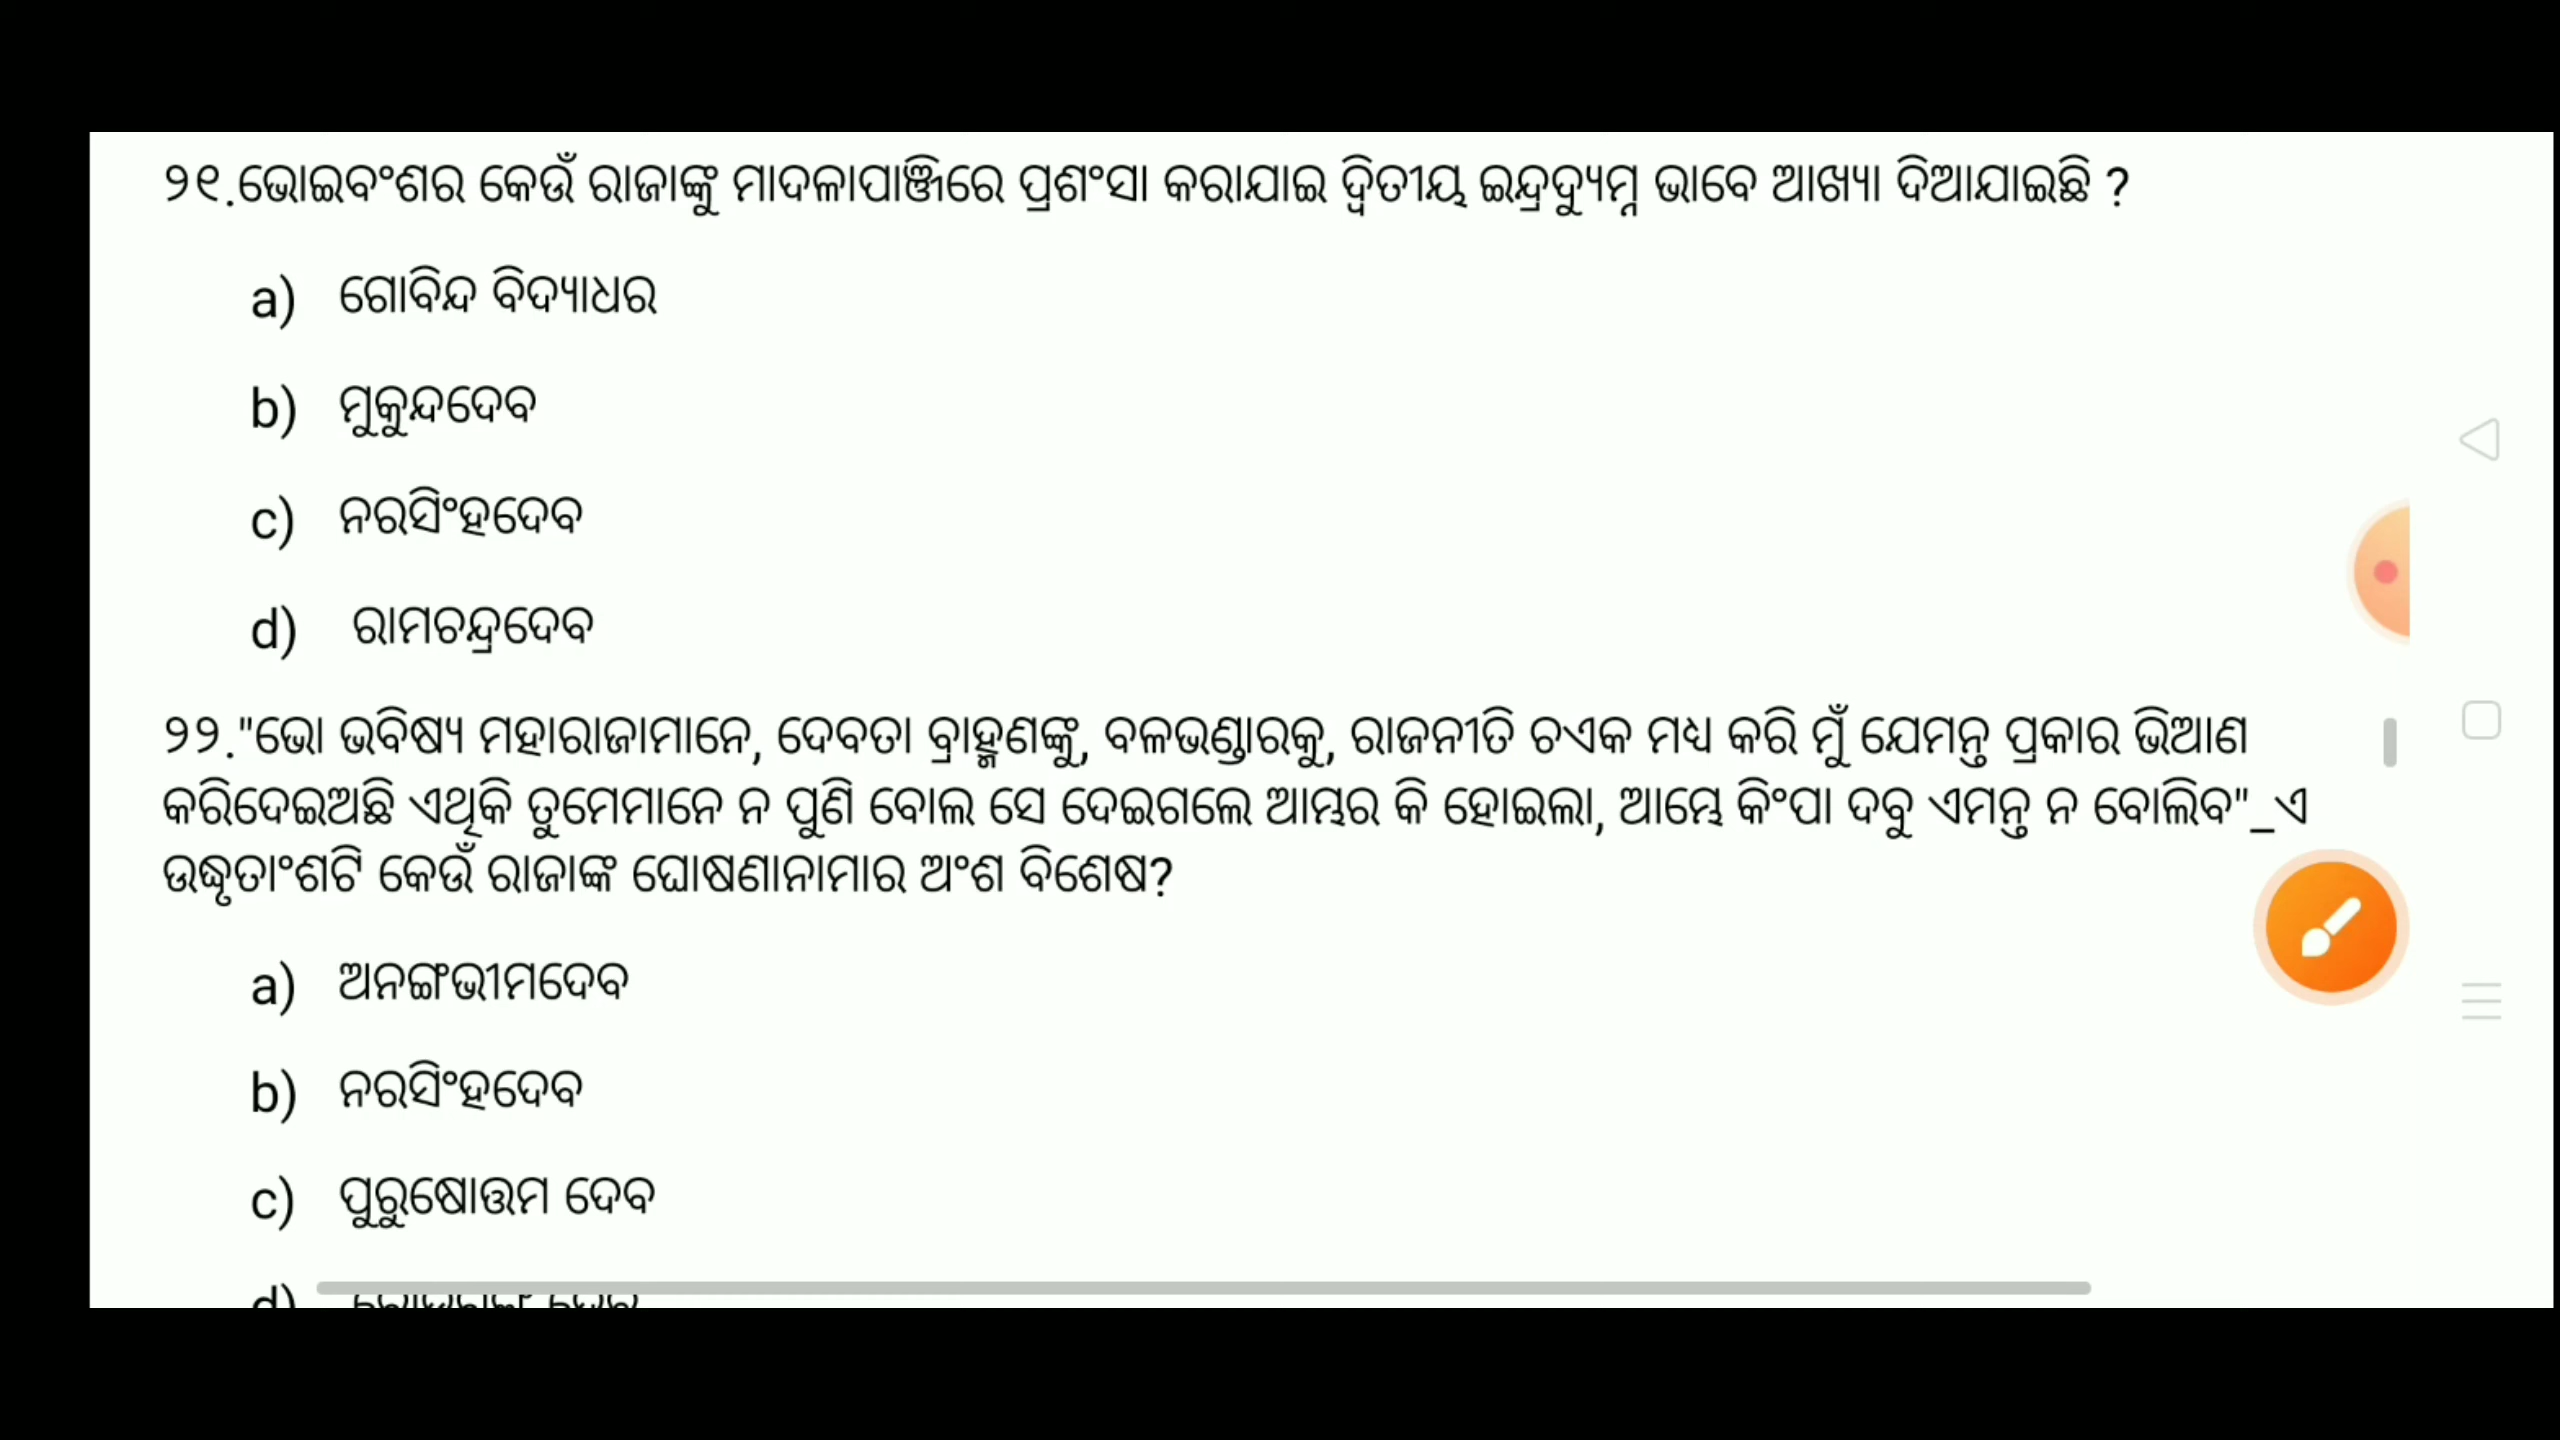 ୨୧.ଭୋଇବଂଶର କେଉଁ ରାଜାଙ୍କୁ ମାଦଳାପାଞ୍ଜିରେ ପ୍ରଶଂସା କରାଯାଇ ଦ୍ୱିତୀୟ ଇନ୍ଦ୍ରଦ୍ୟୁମ୍ନ ଭାବେ ଆଖ୍ୟା ଦିଆଯାଇଛି ?
a) ଗୋବିନ୍ଦ ବିଦ୍ୟାଧର
b) ମୁକୁନ୍ଦଦେବ
c) ନରସିଂହଦେବ
d) ରାମଚନ୍ଦ୍ରଦେବ
୨୨."ଭୋ ଭବିଷ୍ୟ ମହାରାଜାମାନେ, ଦେବତା ବ୍ରାହ୍ମଣଙ୍କୁ, ବଳଭଣ୍ଡାରକୁ, ରାଜନୀତି ଚଏକ ମଧ୍ୟ କରି ମୁଁ ଯେମନ୍ତ ପ୍ରକାର ଭିଆଣ
କରିଦେଇଅଛି ଏଥିକି ତୁମେମାନେ ନ ପୁଣି ବୋଲ ସେ ଦେଇଗଲେ ଆମ୍ଭର କି ହୋଇଲା, ଆମ୍ଭେ କିଂପା ଦବୁ ଏମନ୍ତ ନ ବୋଲିବ"_ଏ
ଉଦ୍ଧୃତାଂଶଟି କେଉଁ ରାଜାଙ୍କ ଘୋଷଣାନାମାର ଅଂଶ ବିଶେଷ?
a) ଅନଙ୍ଗଭୀମଦେବ
b) ନରସିଂହଦେବ
c) ପୁରୁଷୋତ୍ତମ ଦେବ
d)